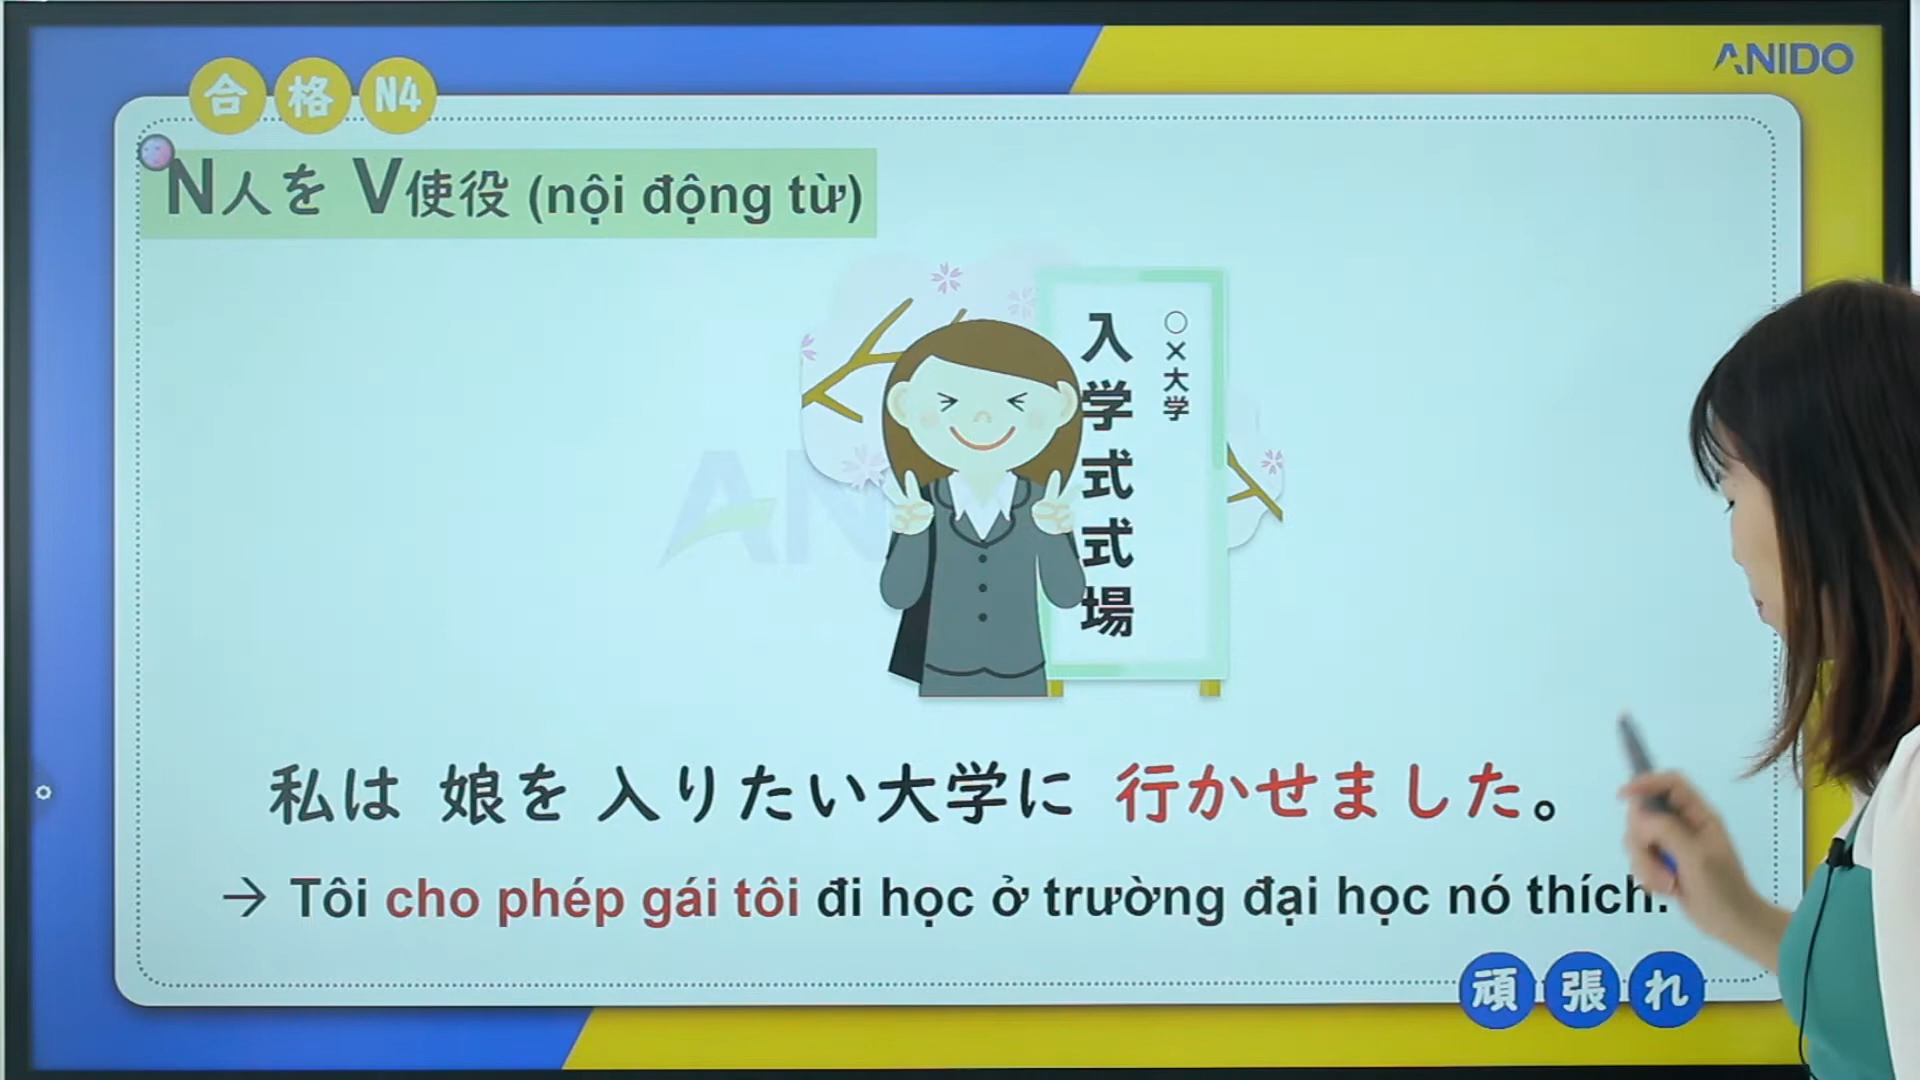 ANIDO
合格N4
N人を V使役 (nội động từ)
○×大学
入学式式場
AN
私は 娘を 入りたい大学に 行かせました。
→ Tôi cho phép gái tôi đi học ở trường đại học nó thích.
頑張れ